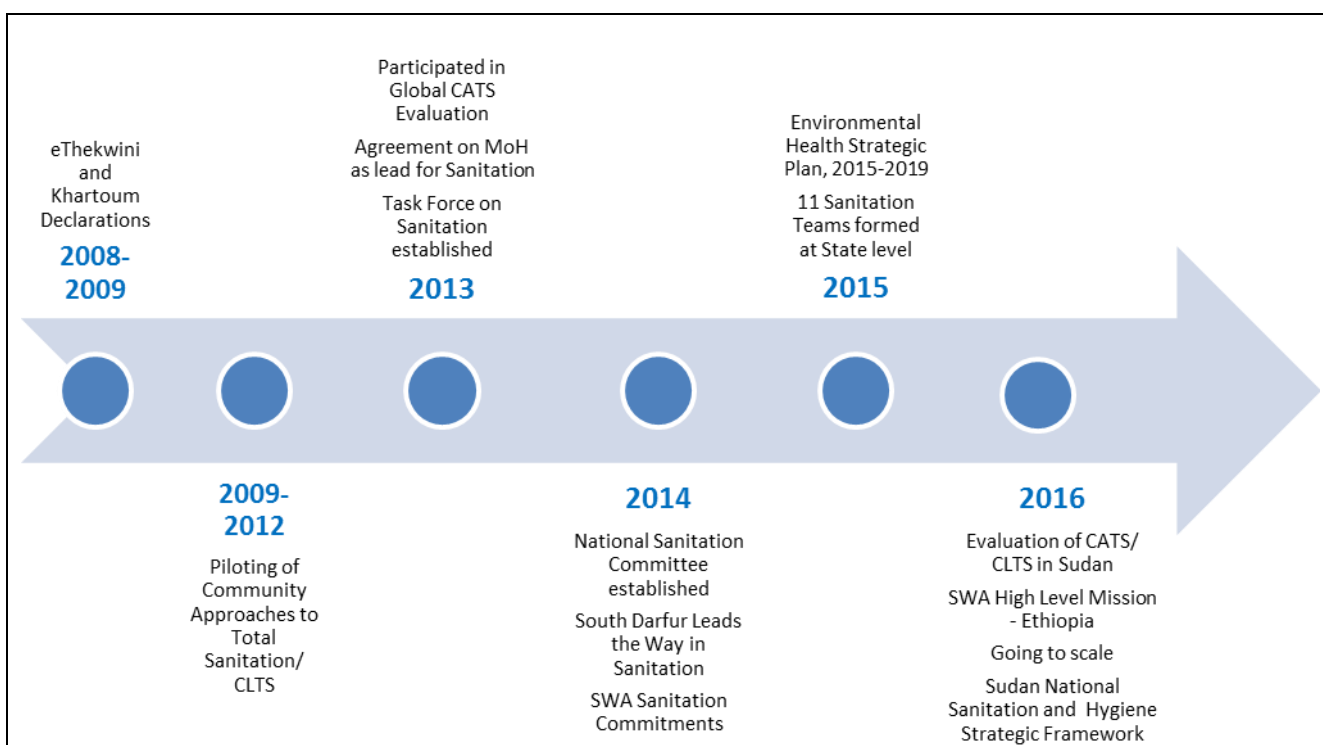 eThekwini
and
Khartoum
Declarations
2008-
2009
Participated in
Global CATS
Evaluation
Agreement on MoH
as lead for Sanitation
Task Force on
Sanitation
established
2013
Environmental
Health Strategic
Plan, 2015-2019
11 Sanitation
Teams formed
at State level
2015
2009-
2012
Piloting of
Community
Approaches to
Total
Sanitation/
CLTS
2014
National Sanitation
Committee
established
South Darfur Leads
the Way in
Sanitation
SWA Sanitation
Commitments
2016
Evaluation of CATS/
CLTS in Sudan
SWA High Level Mission
- Ethiopia
Going to scale
Sudan National
Sanitation and Hygiene
Strategic Framework